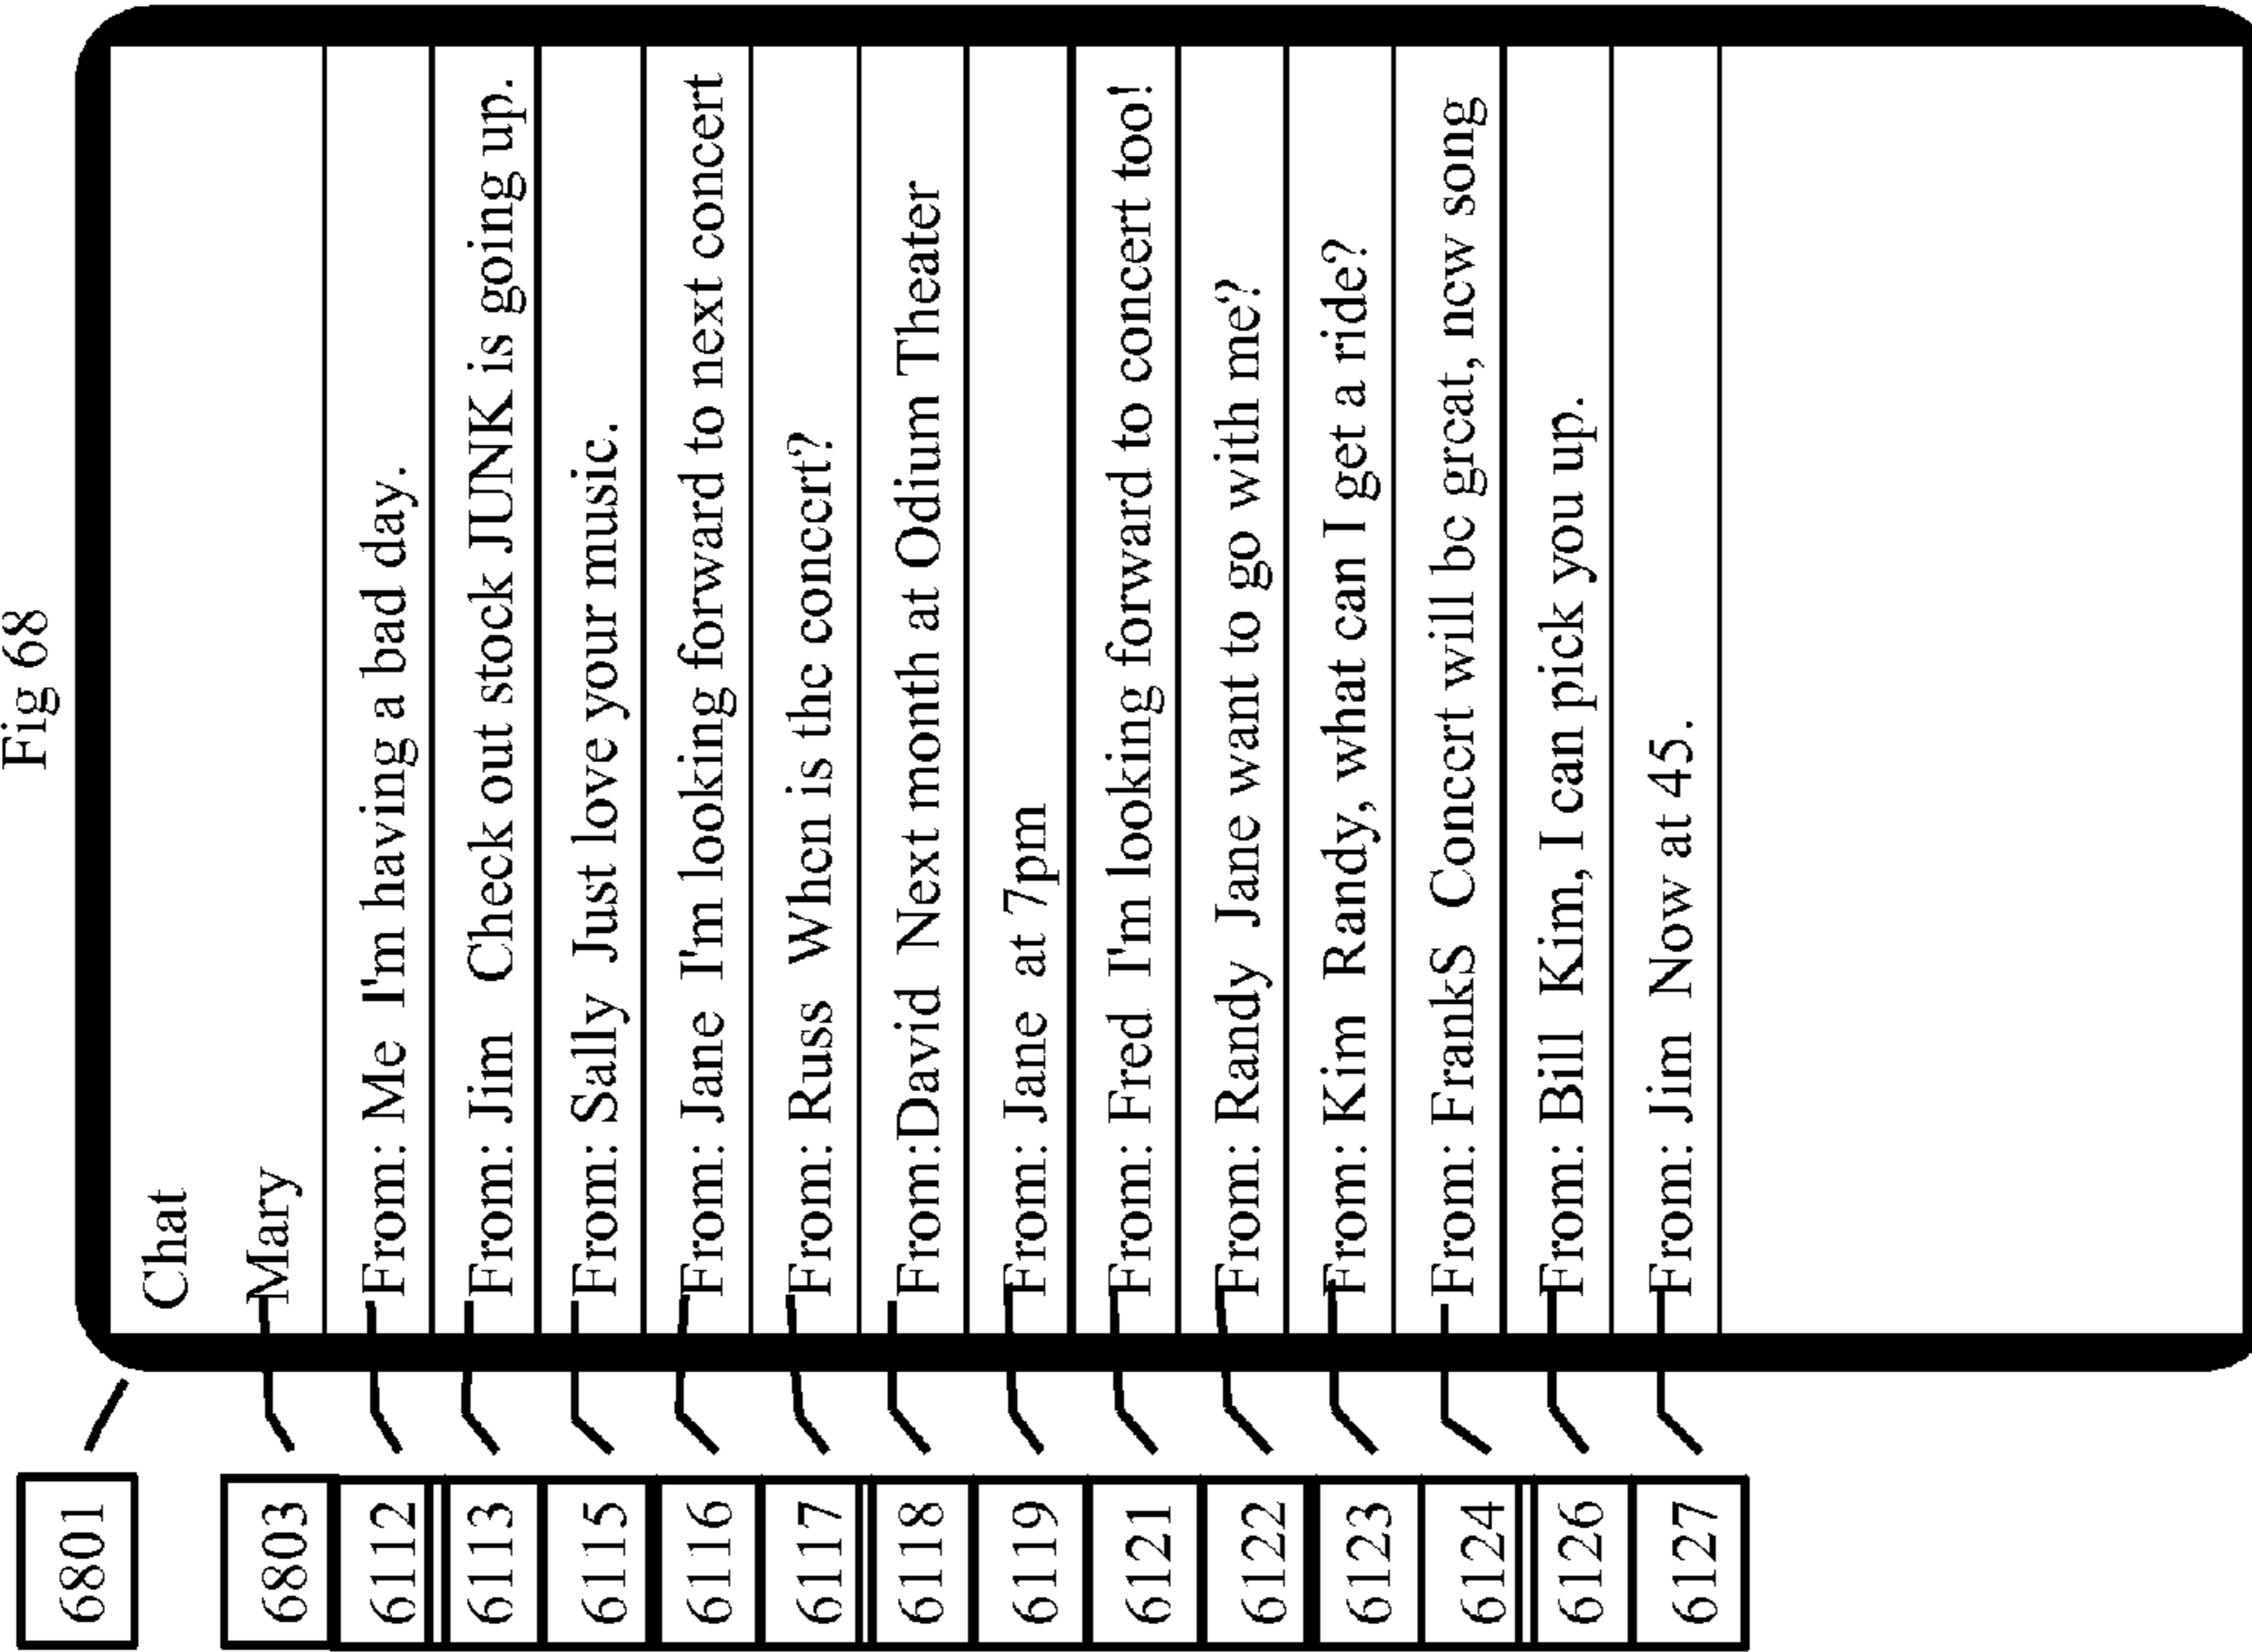 Fig 68
6801
Chat
6803 Mary
6112 From: Me I'm having a bad day.
6113 From: Jim Check out stock JUNK is going up.
6115 From: Sally Just love your music.
6116 From: Jane I'm looking forward to next concert
6117 From: Russ When is the concert?
6118 From:David Next month at Odium Theater
6119 From: Jane at 7pm
6121 From: Fred I'm looking forward to concert too!
6122 From: Randy Jane want to go with me?
6123 From: Kim Randy, what can I get a ride?
6124 From: FrankS Concert will be great, new song
6126 From: Bill Kim, I can pick you up.
6127 From: Jim Now at 45.